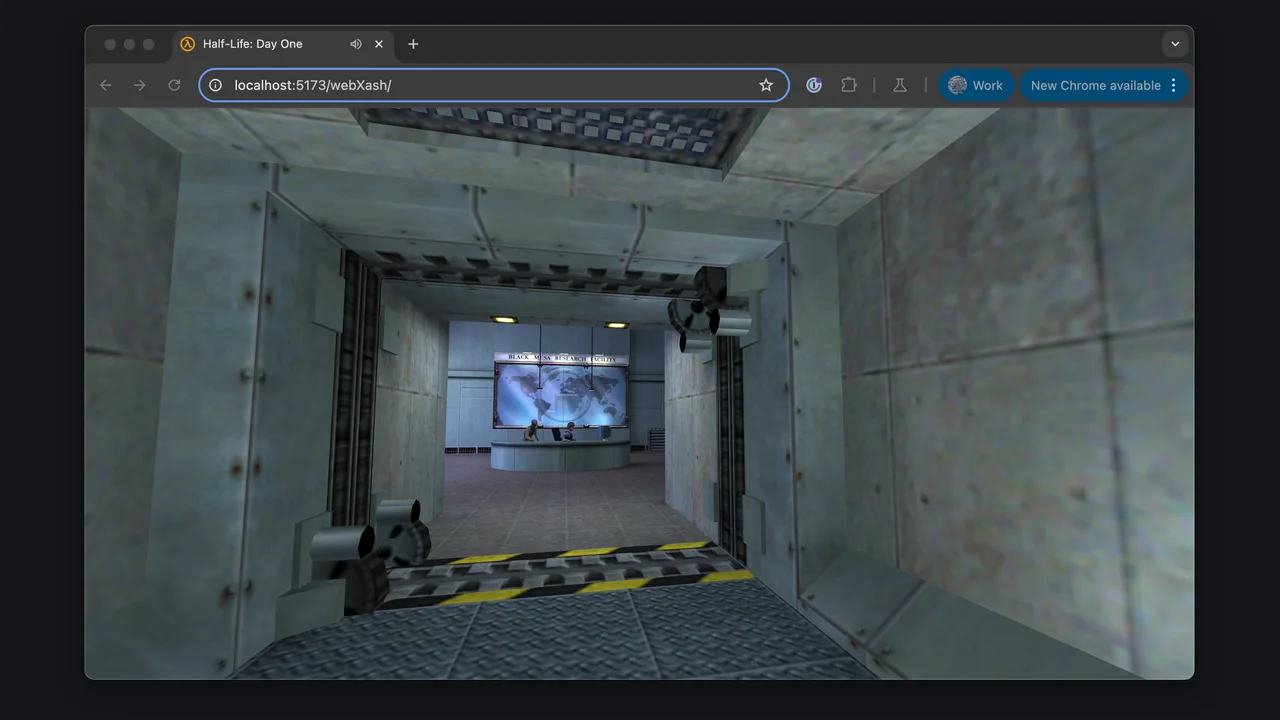 Half-Life: Day One
localhost:5173/webXash/
Work
New Chrome available
BLACK MESA RESEARCH FACILITY